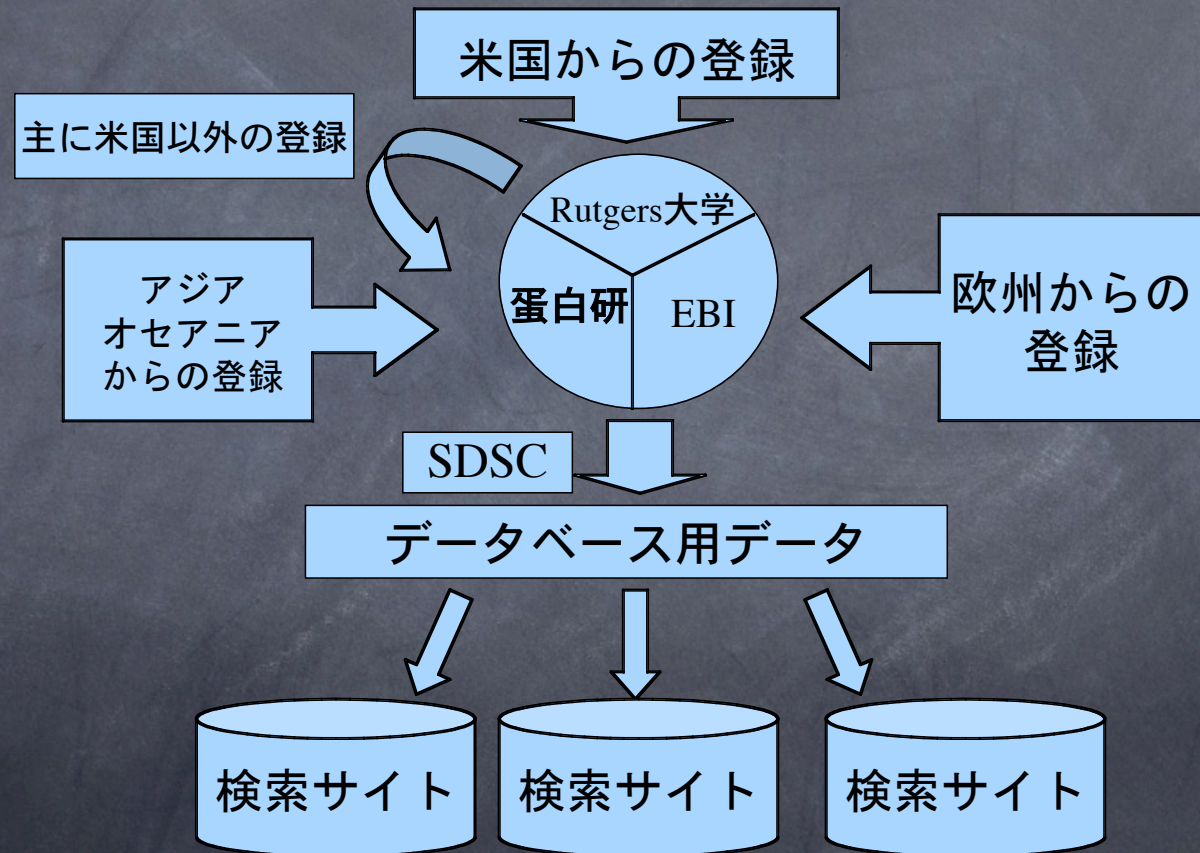 米国からの登録
主に米国以外の登録
Rutgers大学
アジア
オセアニア
からの登録
蛋白研
EBI
欧州からの
登録
SDSC
データベース用データ
検索サイト
検索サイト
検索サイト